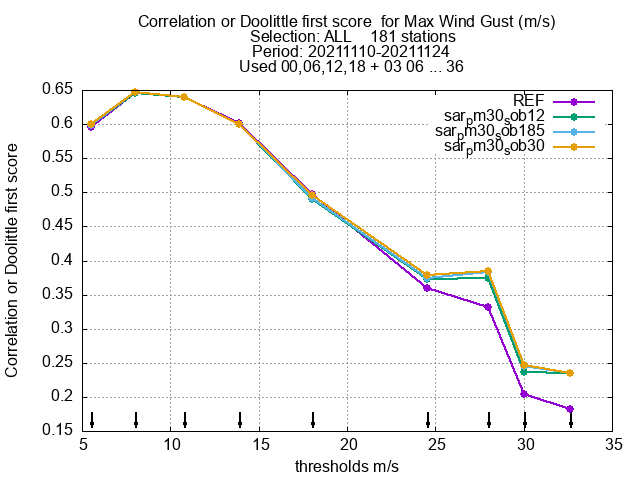 Correlation or Doolittle first score  for Max Wind Gust (m/s)
Selection: ALL    181 stations
Period: 20211110-20211124
Used 00,06,12,18 + 03 06 ... 36
REF
sarpm30sob12
sarpm30sob185
sarpm30sob30
Correlation or Doolittle first score
0.65
0.6
0.55
0.5
0.45
0.4
0.35
0.3
0.25
0.2
0.15
5 10 15 20 25 30 35
thresholds m/s